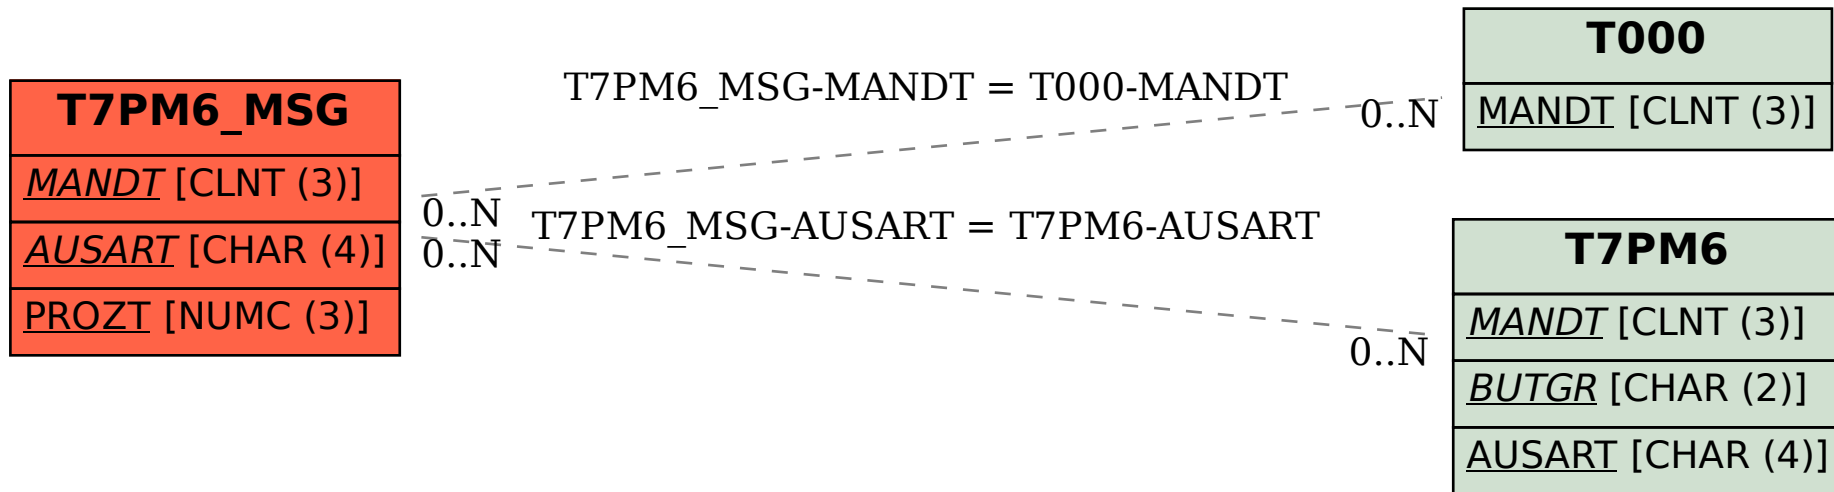 T7PM6_MSG
MANDT [CLNT (3)]
AUSART [CHAR (4)]
PROZT [NUMC (3)]
T7PM6_MSG-MANDT = T000-MANDT
0..N
0..N
T7PM6_MSG-AUSART = T7PM6-AUSART
0..N
0..N
T000
MANDT [CLNT (3)]
T7PM6
MANDT [CLNT (3)]
BUTGR [CHAR (2)]
AUSART [CHAR (4)]